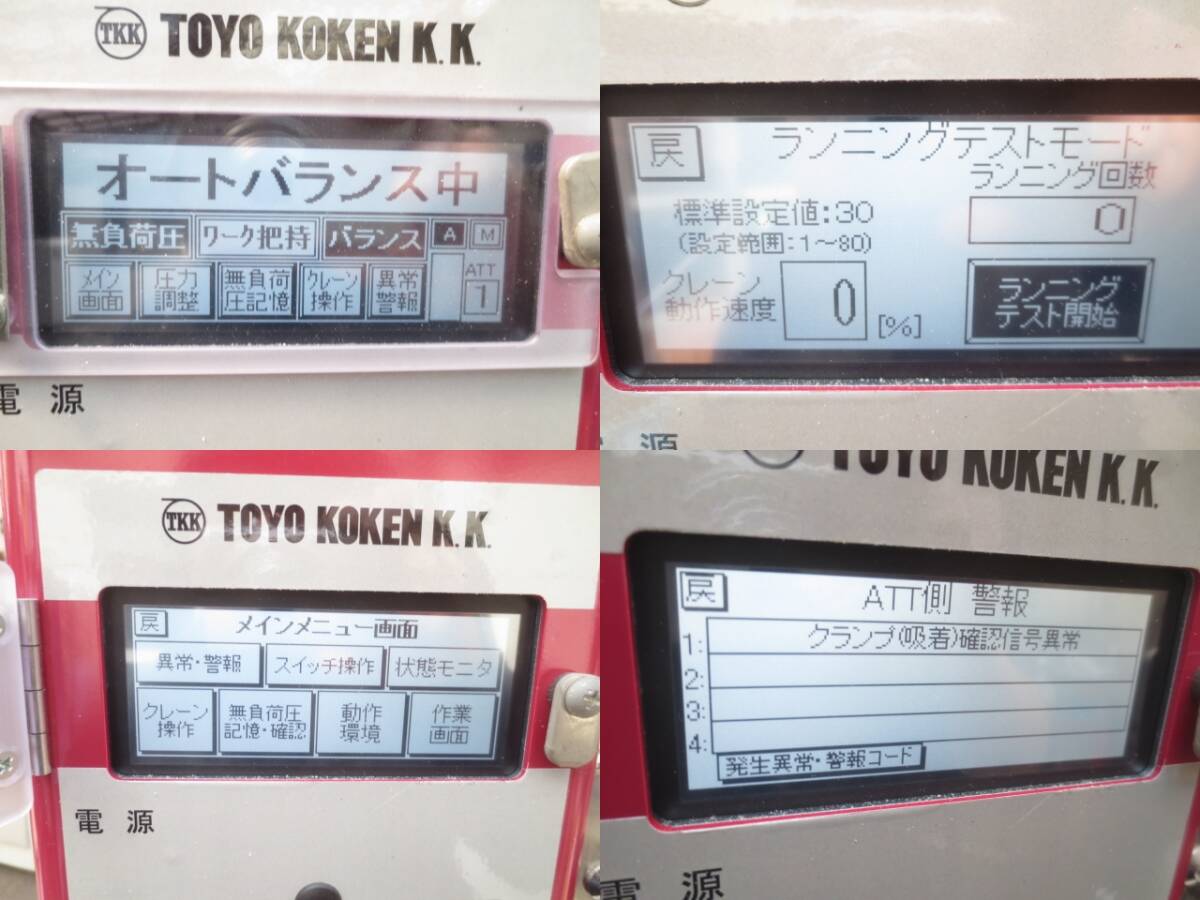 TKK TOYO KOKEN K.K.
オートバランス中
無負荷圧 ワーク把持 バランス A M
メイン画面 圧力調整 無負荷圧記憶 クレーン操作 異常警報 ATT 1
電 源
戻 ランニングテストモード
ランニング回数
標準設定値:30 0
(設定範囲:1〜80)
クレーン動作速度 0 [%]
ランニング
テスト開始
源
TKK TOYO KOKEN K.K.
戻 メインメニュー画面
異常・警報 スイッチ操作 状態モニタ
クレーン操作 無負荷圧記憶・確認 動作環境 作業画面
電 源
TOYO KOKEN K.K.
戻 ATT側 警報
1: クランプ(吸着)確認信号異常
2:
3:
4:
発生異常・警報コード
電 源